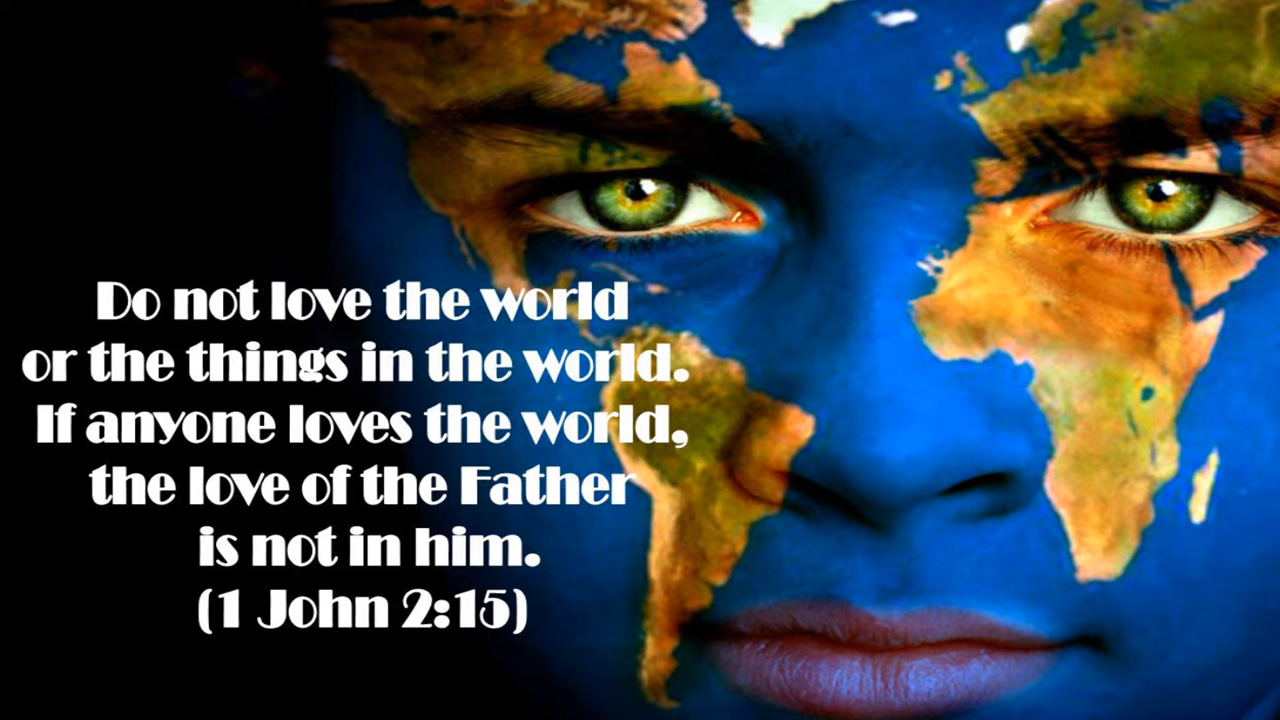 Do not love the world
or the things in the world.
If anyone loves the world,
the love of the Father
is not in him.
(1 John 2:15)